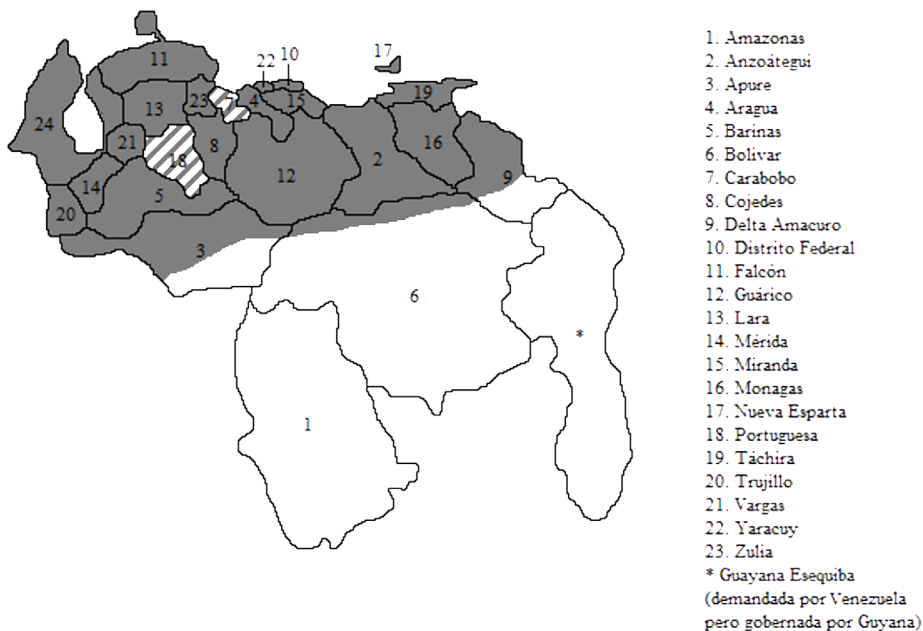 17
10
22
11
19
23
7
4
15
13
24
21
18
8
16
2
12
9
14
5
20
3
6
*
1
1. Amazonas
2. Anzoátegui
3. Apure
4. Aragua
5. Barinas
6. Bolívar
7. Carabobo
8. Cojedes
9. Delta Amacuro
10. Distrito Federal
11. Falcón
12. Guárico
13. Lara
14. Mérida
15. Miranda
16. Monagas
17. Nueva Esparta
18. Portuguesa
19. Táchira
20. Trujillo
21. Vargas
22. Yaracuy
23. Zulia
* Guayana Esequiba
(demandada por Venezuela
pero gobernada por Guyana)